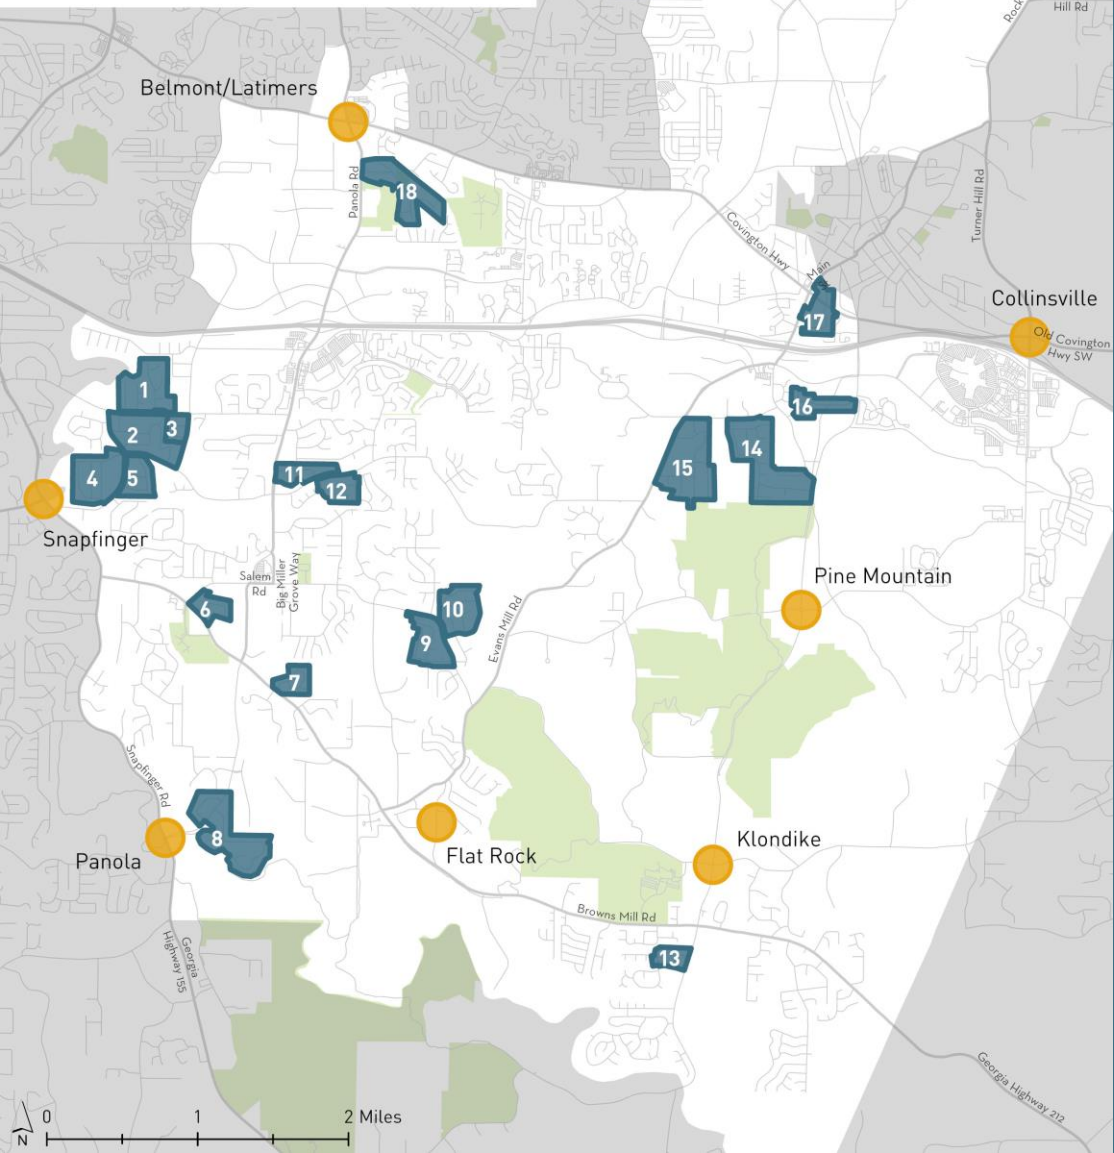 Rock
Hill Rd
Belmont/Latimers
Panola Rd
18
Turner Hill Rd
Covington Hwy
Main
Collinsville
17
Old Covington
Hwy SW
1
16
2
3
14
15
4
5
11
12
Snapfinger
Pine Mountain
Salem
Rd
Big Miller
Grove Way
6
10
9
Evans Mill Rd
7
Snapfinger Rd
8
Panola
Klondike
Flat Rock
Browns Mill Rd
Georgia
Highway 155
13
Georgia Highway 212
N
0
1
2 Miles